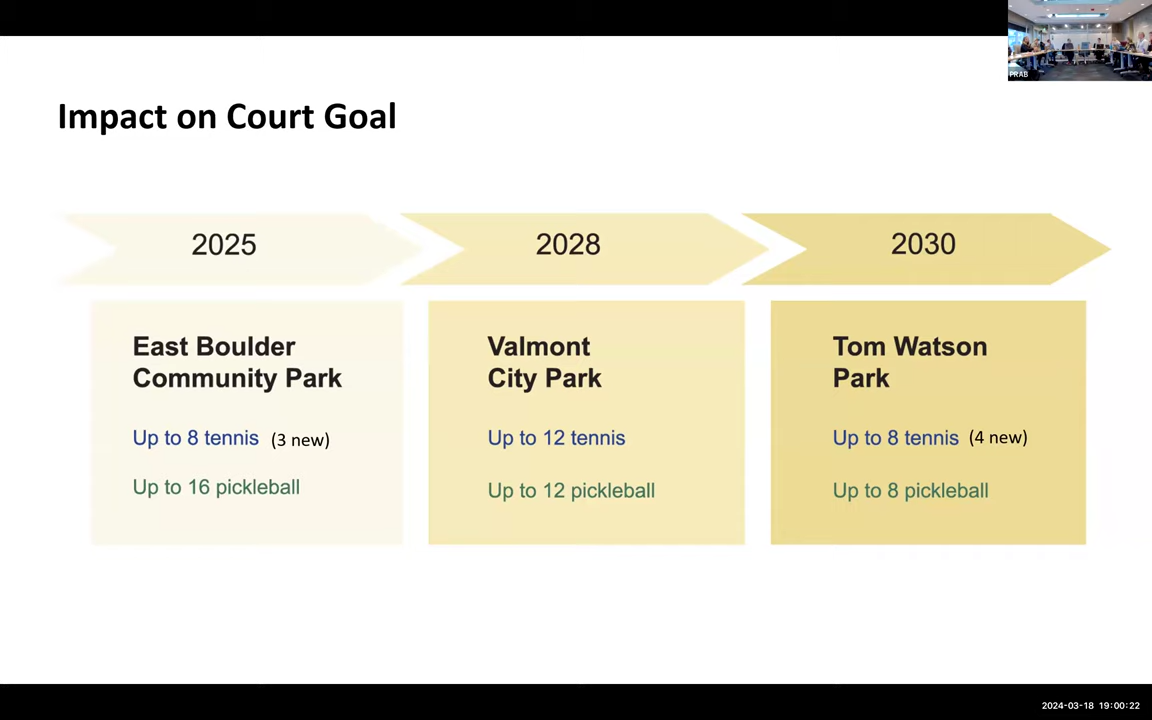 PRAB
Impact on Court Goal
2025
2028
2030
East Boulder
Community Park
Up to 8 tennis (3 new)
Up to 16 pickleball
Valmont
City Park
Up to 12 tennis
Up to 12 pickleball
Tom Watson
Park
Up to 8 tennis (4 new)
Up to 8 pickleball
2024-03-18 19:00:22